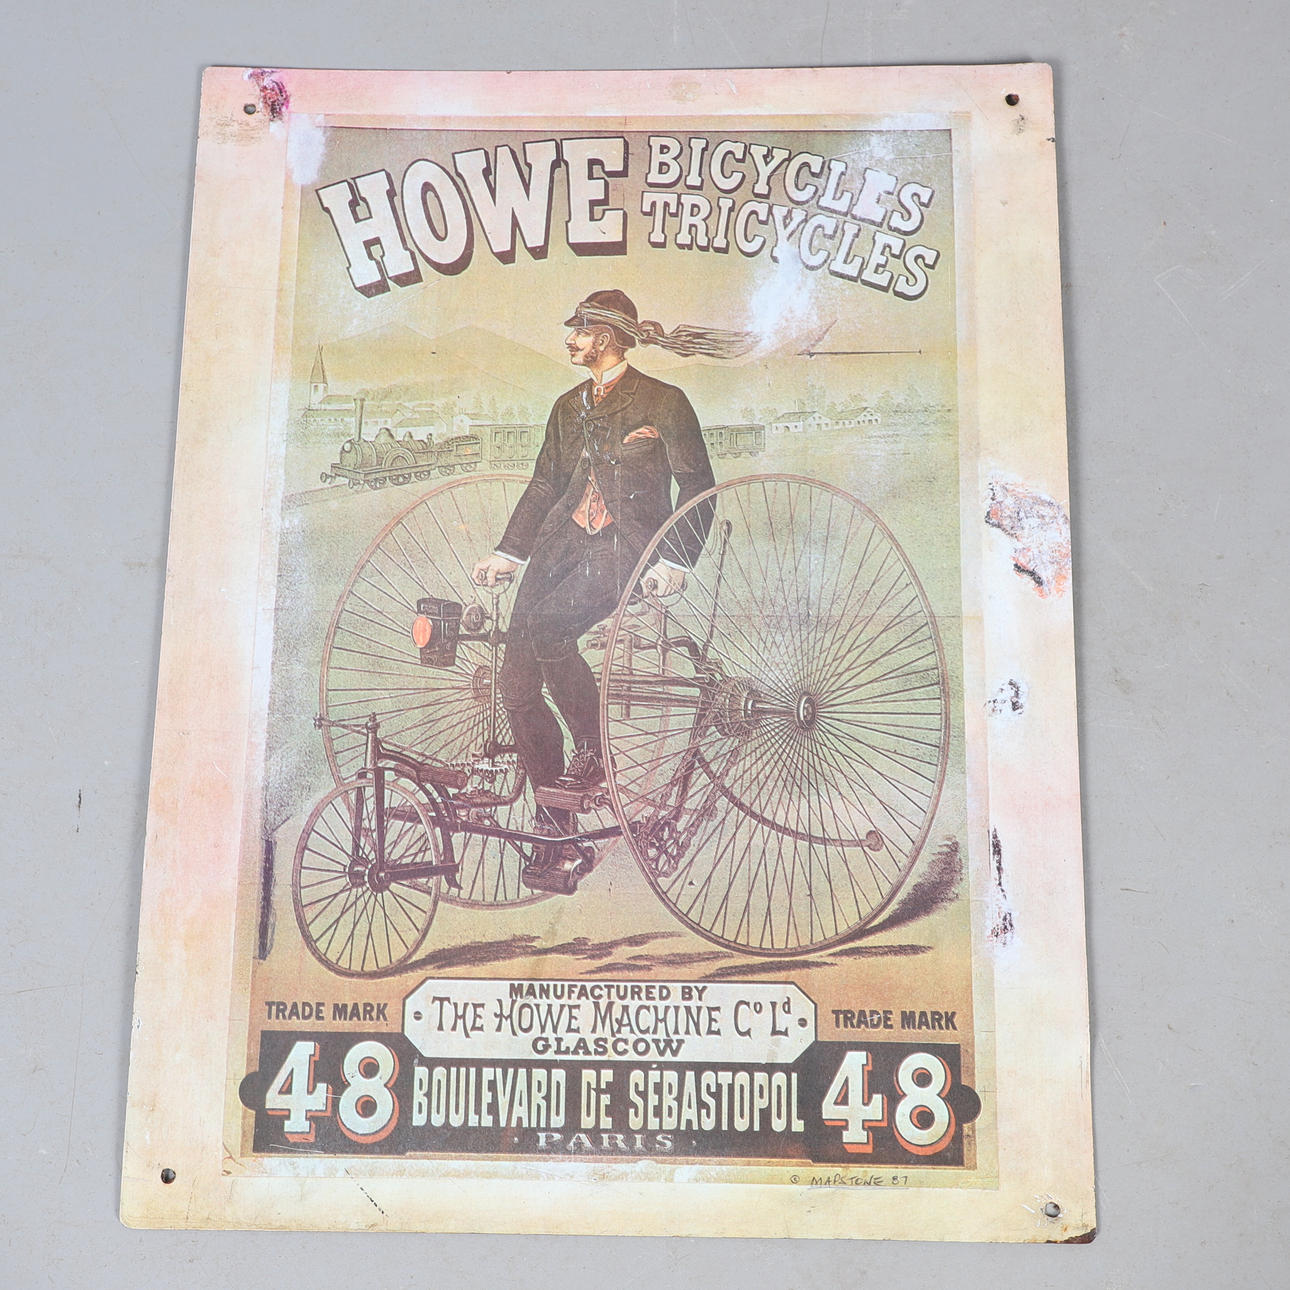 HOWE BICYCLES
TRICYCLES
MANUFACTURED BY
THE HOWE MACHINE Co Ld
GLASCOW
TRADE MARK
TRADE MARK
48 BOULEVARD DE SÉBASTOPOL 48
PARIS
© MAPSTONE 87